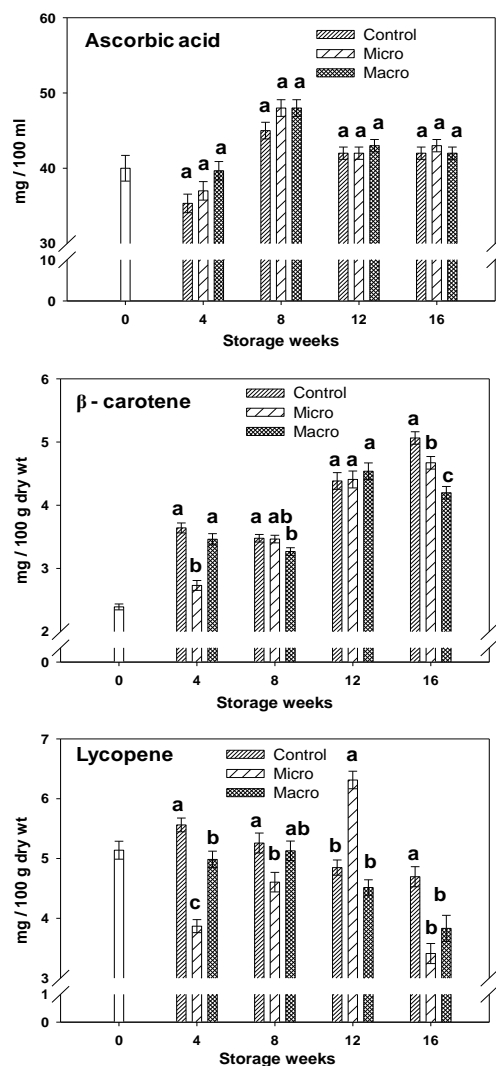 Ascorbic acid
Control
Micro
Macro
mg / 100 ml
50
40
30
10
0
a a a
a a a
a a a
a a a
0 4 8 12 16
Storage weeks
β - carotene
Control
Micro
Macro
mg / 100 g dry wt
6
5
4
3
2
0
a b a
a ab b
a a a
a b c
0 4 8 12 16
Storage weeks
Lycopene
Control
Micro
Macro
mg / 100 g dry wt
7
6
5
4
3
1
0
a c b
a b ab
b a b
a b b
0 4 8 12 16
Storage weeks